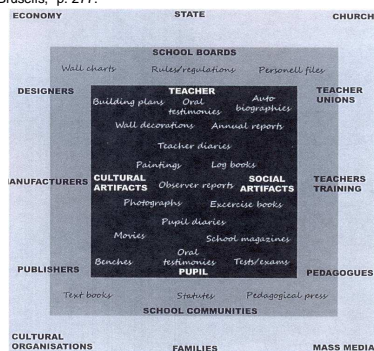 Brusells," p. 277.
ECONOMY STATE CHURCH
SCHOOL BOARDS
Wall charts Rules/regulations Personell files
DESIGNERS TEACHER TEACHER UNIONS
Building plans Oral testimonies Auto biographies
Wall decorations Annual reports
Teacher diaries
Paintings Log books
MANUFACTURERS CULTURAL ARTIFACTS Observer reports SOCIAL ARTIFACTS TEACHERS TRAINING
Photographs Excercise books
Pupil diaries
Movies School magazines
Benches Oral testimonies Tests/exams
PUBLISHERS PUPIL PEDAGOGUES
Text books Statutes Pedagogical press
SCHOOL COMMUNITIES
CULTURAL ORGANISATIONS FAMILIES MASS MEDIA